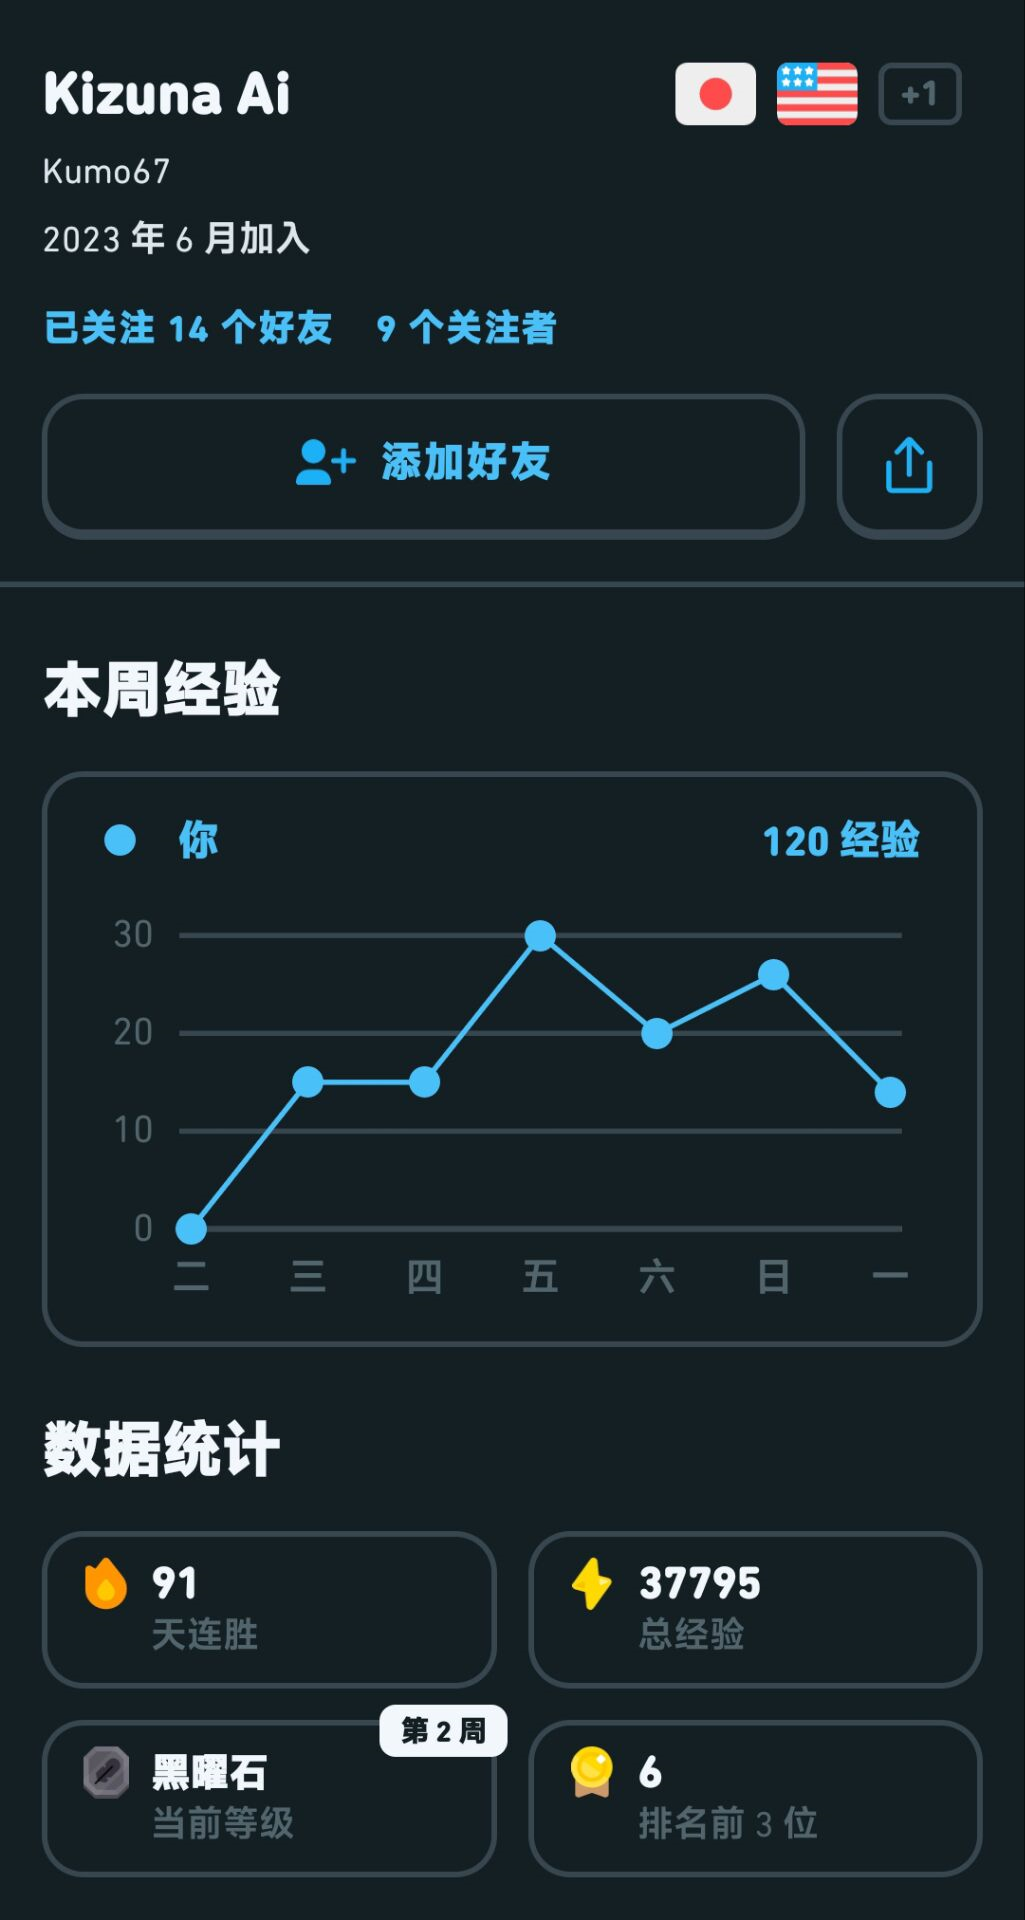 Kizuna Ai
+1
Kumo67
2023 年 6 月加入
已关注 14 个好友 9 个关注者
添加好友
本周经验
你 120 经验
30
20
10
0
二 三 四 五 六 日 一
数据统计
91
天连胜
37795
总经验
第 2 周
黑曜石
当前等级
6
排名前 3 位